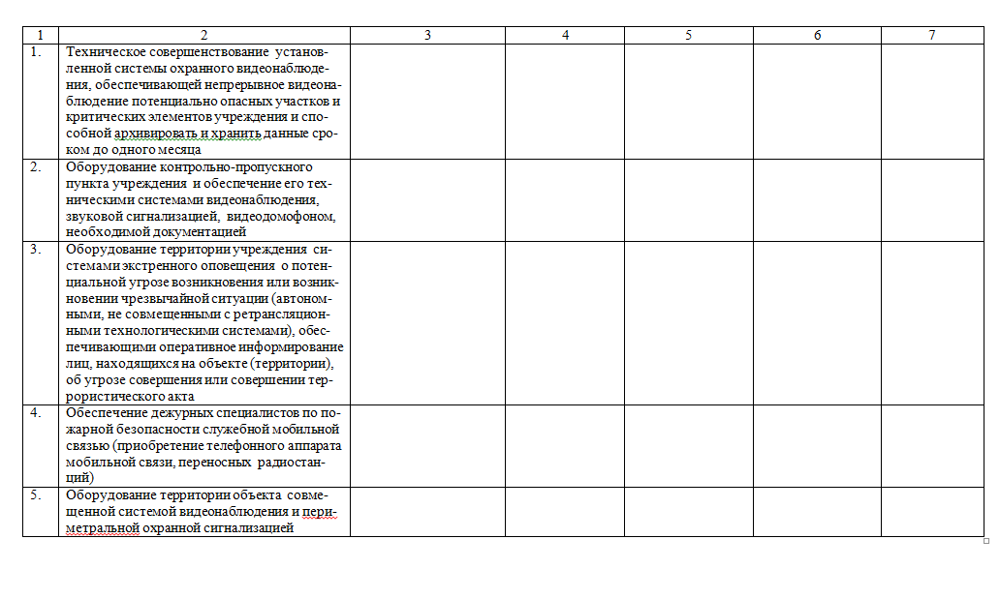 1 2 3 4 5 6 7
1. Техническое совершенствование установ-
ленной системы охранного видеонаблюде-
ния, обеспечивающей непрерывное видеона-
блюдение потенциально опасных участков и
критических элементов учреждения и спо-
собной архивировать и хранить данные сро-
ком до одного месяца
2. Оборудование контрольно-пропускного
пункта учреждения и обеспечение его тех-
ническими системами видеонаблюдения,
звуковой сигнализацией, видеодомофоном,
необходимой документацией
3. Оборудование территории учреждения си-
стемами экстренного оповещения о потен-
циальной угрозе возникновения или возник-
новении чрезвычайной ситуации (автоном-
ными, не совмещенными с ретрансляцион-
ными технологическими системами), обес-
печивающими оперативное информирование
лиц, находящихся на объекте (территории),
об угрозе совершения или совершении тер-
рористического акта
4. Обеспечение дежурных специалистов по по-
жарной безопасности служебной мобильной
связью (приобретение телефонного аппарата
мобильной связи, переносных радиостан-
ций)
5. Оборудование территории объекта совме-
щенной системой видеонаблюдения и пери-
метральной охранной сигнализацией